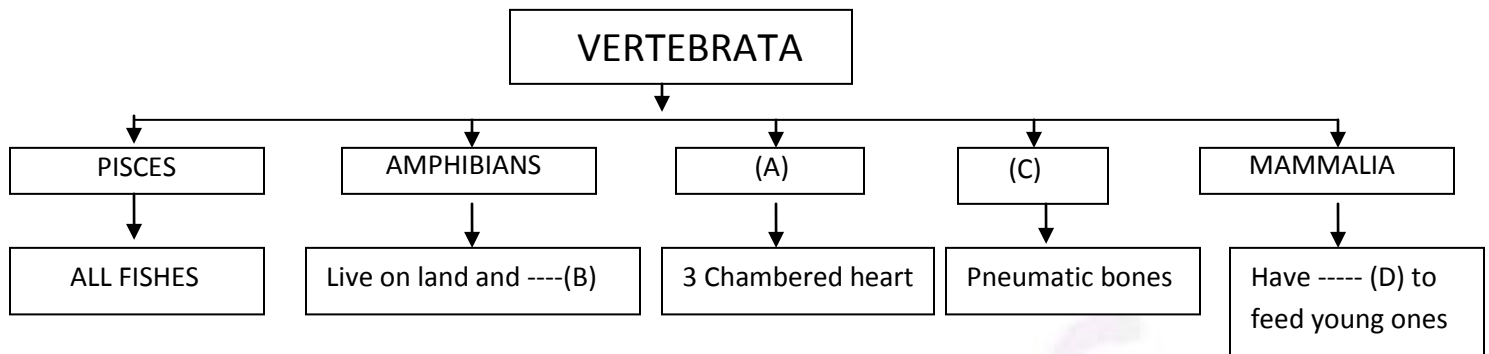 VERTEBRATA
PISCES
AMPHIBIANS
(A)
(C)
MAMMALIA
ALL FISHES
Live on land and ----(B)
3 Chambered heart
Pneumatic bones
Have ----- (D) to
feed young ones